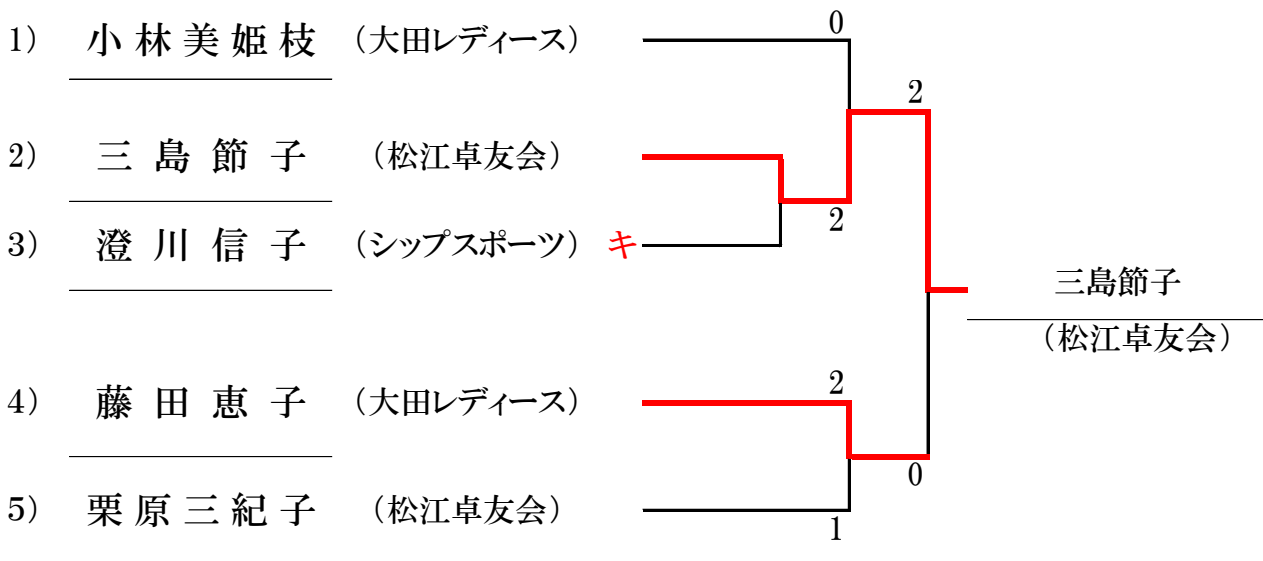 1） 小林美姫枝 （大田レディース） 0
2
2） 三島節子 （松江卓友会）
2
3） 澄川信子 （シップスポーツ） キ
三島節子
（松江卓友会）
2
4） 藤田恵子 （大田レディース）
0
5） 栗原三紀子 （松江卓友会）
1